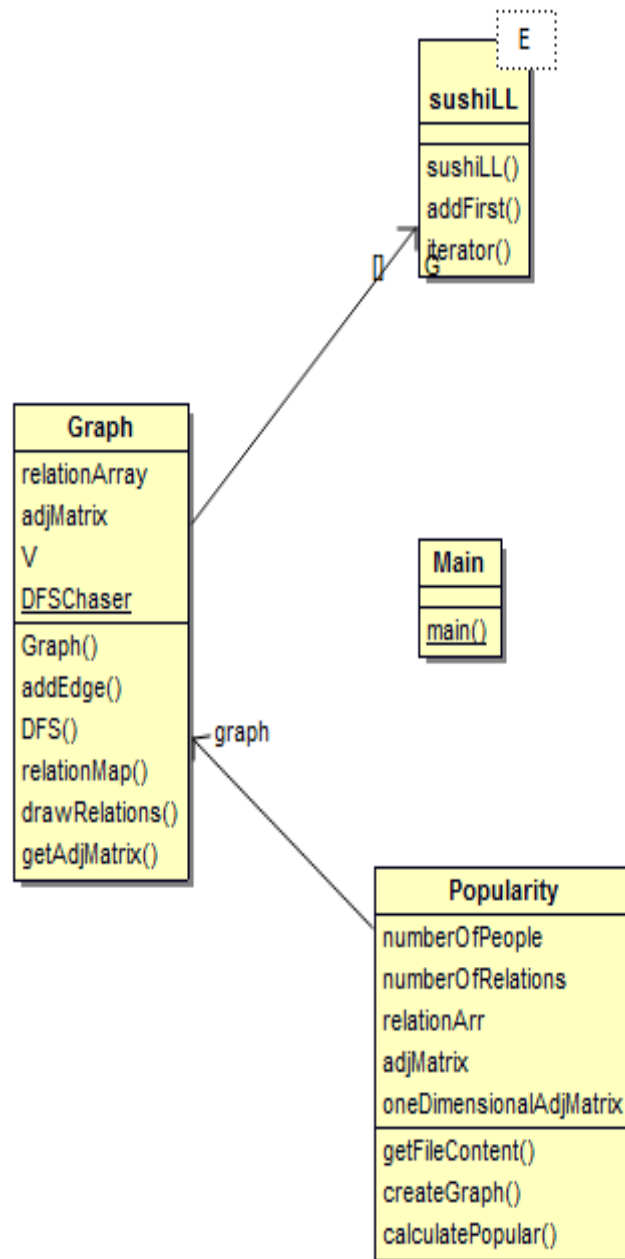 E
sushiLL
sushiLL()
addFirst()
iterator()
[] G
Graph
relationArray
adjMatrix
V
DFSChaser
Graph()
addEdge()
DFS()
relationMap()
drawRelations()
getAdjMatrix()
Main
main()
graph
Popularity
numberOfPeople
numberOfRelations
relationArr
adjMatrix
oneDimensionalAdjMatrix
getFileContent()
createGraph()
calculatePopular()